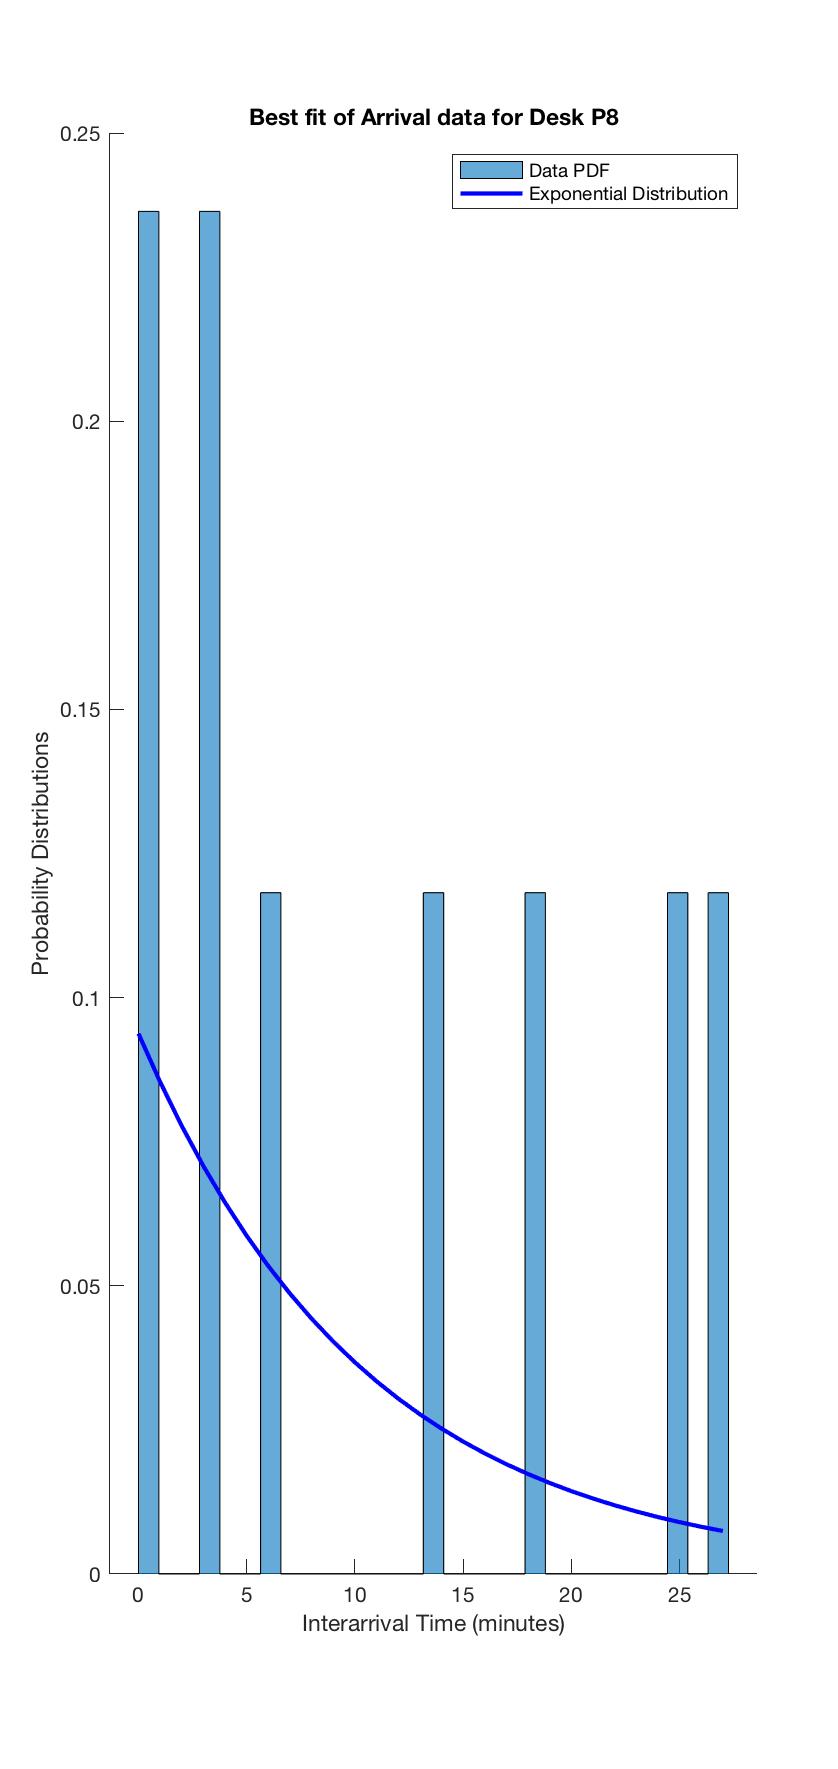 Best fit of Arrival data for Desk P8
Data PDF
Exponential Distribution
0.25
0.2
0.15
0.1
0.05
0
Probability Distributions
0 5 10 15 20 25
Interarrival Time (minutes)